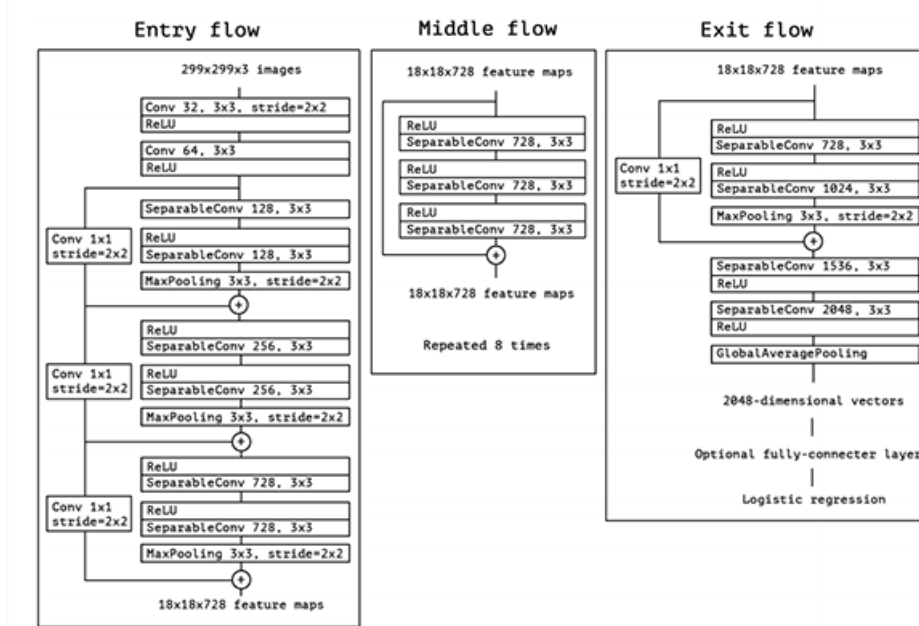 Entry flow
299x299x3 images
Conv 32, 3x3, stride=2x2
ReLU
Conv 64, 3x3
ReLU
SeparableConv 128, 3x3
Conv 1x1
stride=2x2
ReLU
SeparableConv 128, 3x3
MaxPooling 3x3, stride=2x2
+
ReLU
SeparableConv 256, 3x3
Conv 1x1
stride=2x2
ReLU
SeparableConv 256, 3x3
MaxPooling 3x3, stride=2x2
+
ReLU
SeparableConv 728, 3x3
Conv 1x1
stride=2x2
ReLU
SeparableConv 728, 3x3
MaxPooling 3x3, stride=2x2
+
18x18x728 feature maps
Middle flow
18x18x728 feature maps
ReLU
SeparableConv 728, 3x3
ReLU
SeparableConv 728, 3x3
ReLU
SeparableConv 728, 3x3
+
18x18x728 feature maps
Repeated 8 times
Exit flow
18x18x728 feature maps
ReLU
SeparableConv 728, 3x3
Conv 1x1
stride=2x2
ReLU
SeparableConv 1024, 3x3
MaxPooling 3x3, stride=2x2
+
SeparableConv 1536, 3x3
ReLU
SeparableConv 2048, 3x3
ReLU
GlobalAveragePooling
2048-dimensional vectors
Optional fully-connecter layer
Logistic regression